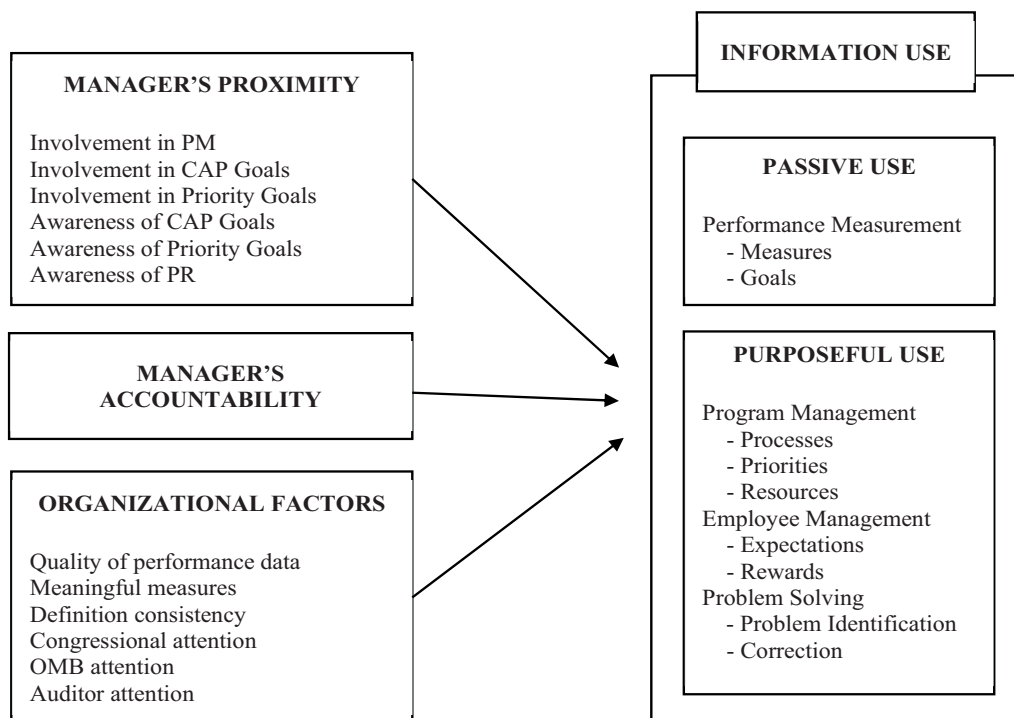 MANAGER’S PROXIMITY
Involvement in PM
Involvement in CAP Goals
Involvement in Priority Goals
Awareness of CAP Goals
Awareness of Priority Goals
Awareness of PR
MANAGER’S
ACCOUNTABILITY
ORGANIZATIONAL FACTORS
Quality of performance data
Meaningful measures
Definition consistency
Congressional attention
OMB attention
Auditor attention
INFORMATION USE
PASSIVE USE
Performance Measurement
- Measures
- Goals
PURPOSEFUL USE
Program Management
- Processes
- Priorities
- Resources
Employee Management
- Expectations
- Rewards
Problem Solving
- Problem Identification
- Correction